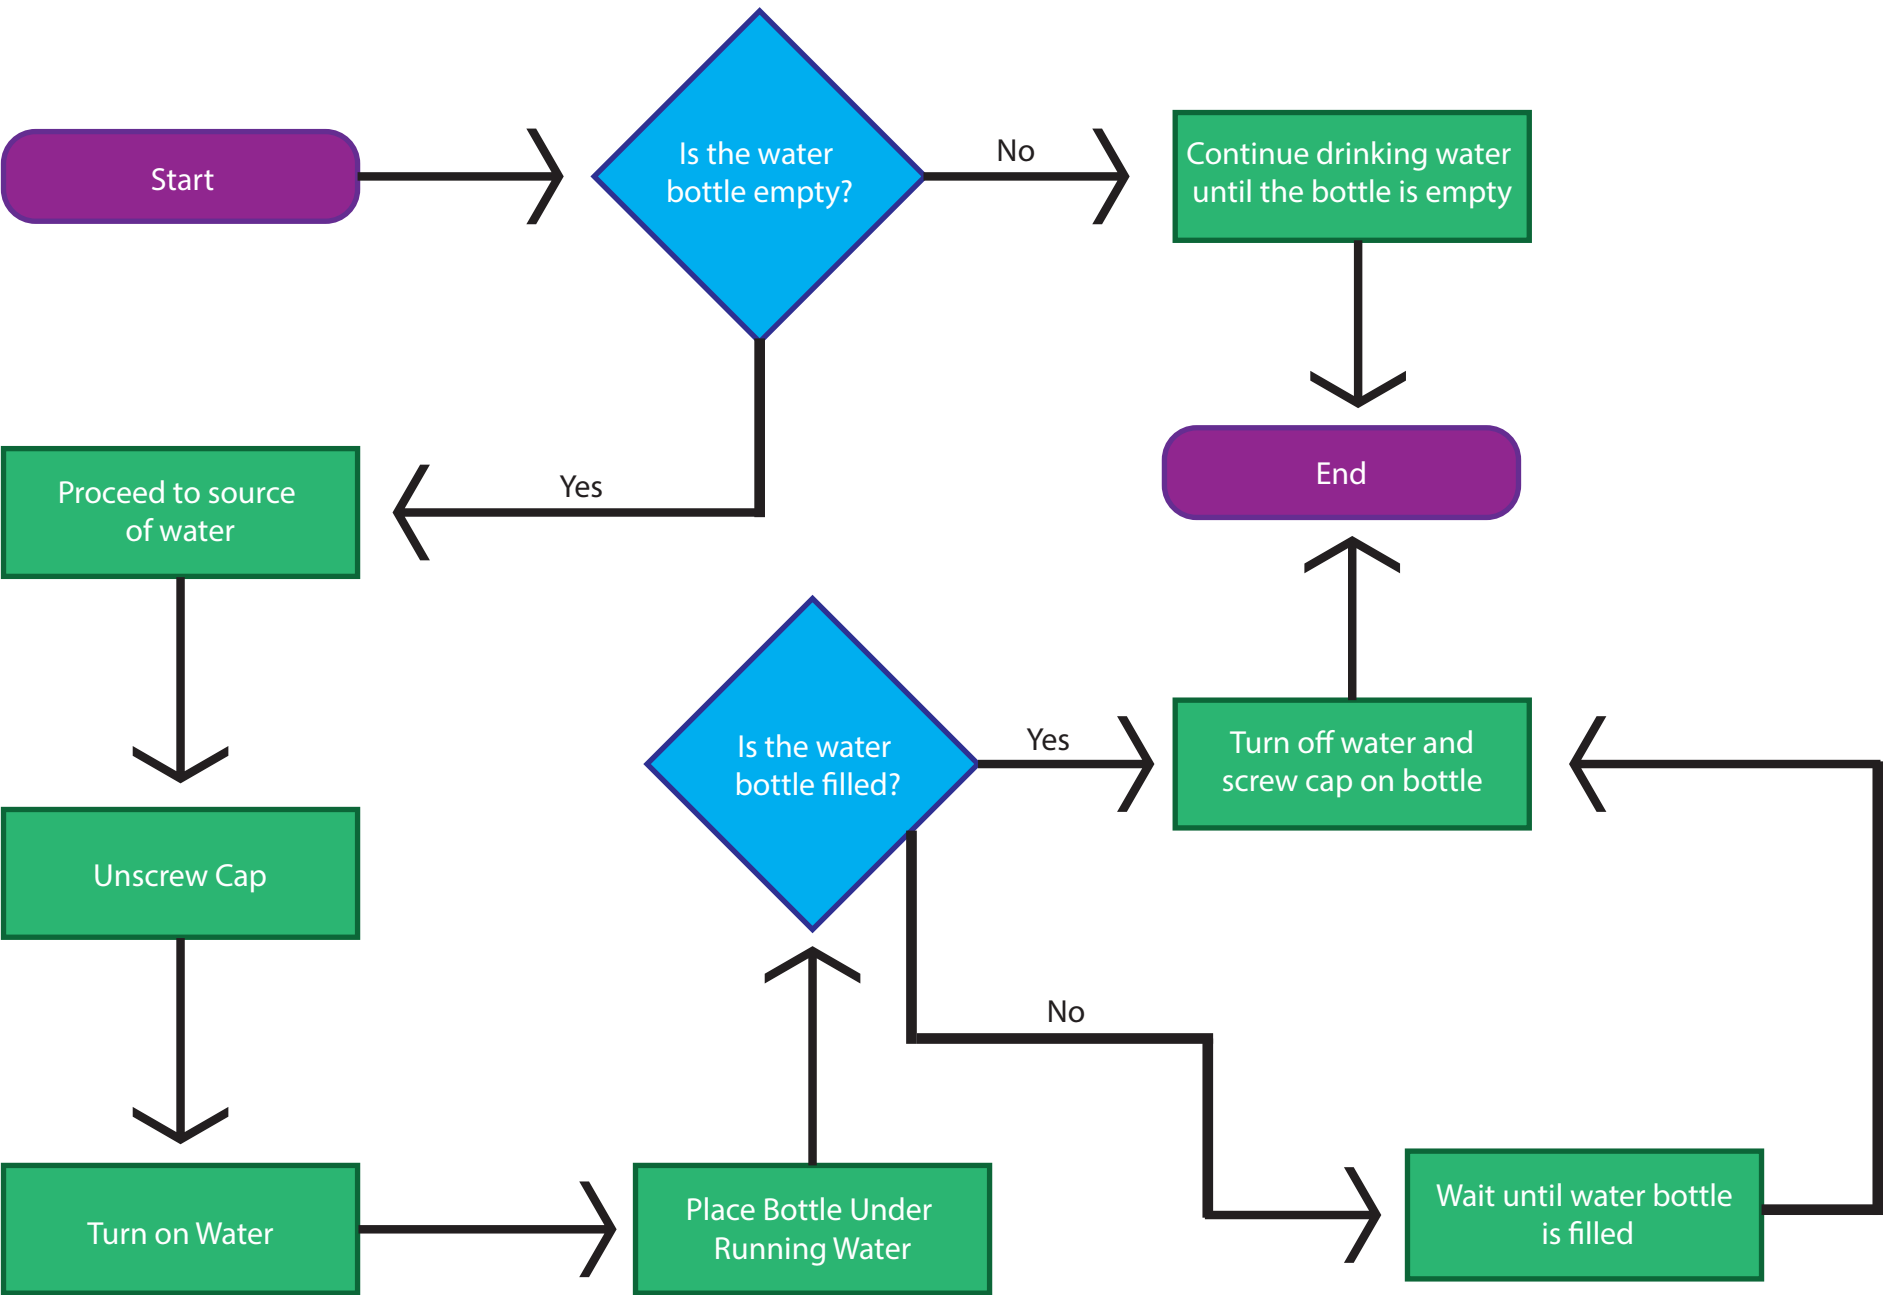 Start
Is the water
bottle empty?
No
Continue drinking water
until the bottle is empty
End
Yes
Proceed to source
of water
Unscrew Cap
Turn on Water
Place Bottle Under
Running Water
Is the water
bottle filled?
Yes
Turn off water and
screw cap on bottle
No
Wait until water bottle
is filled